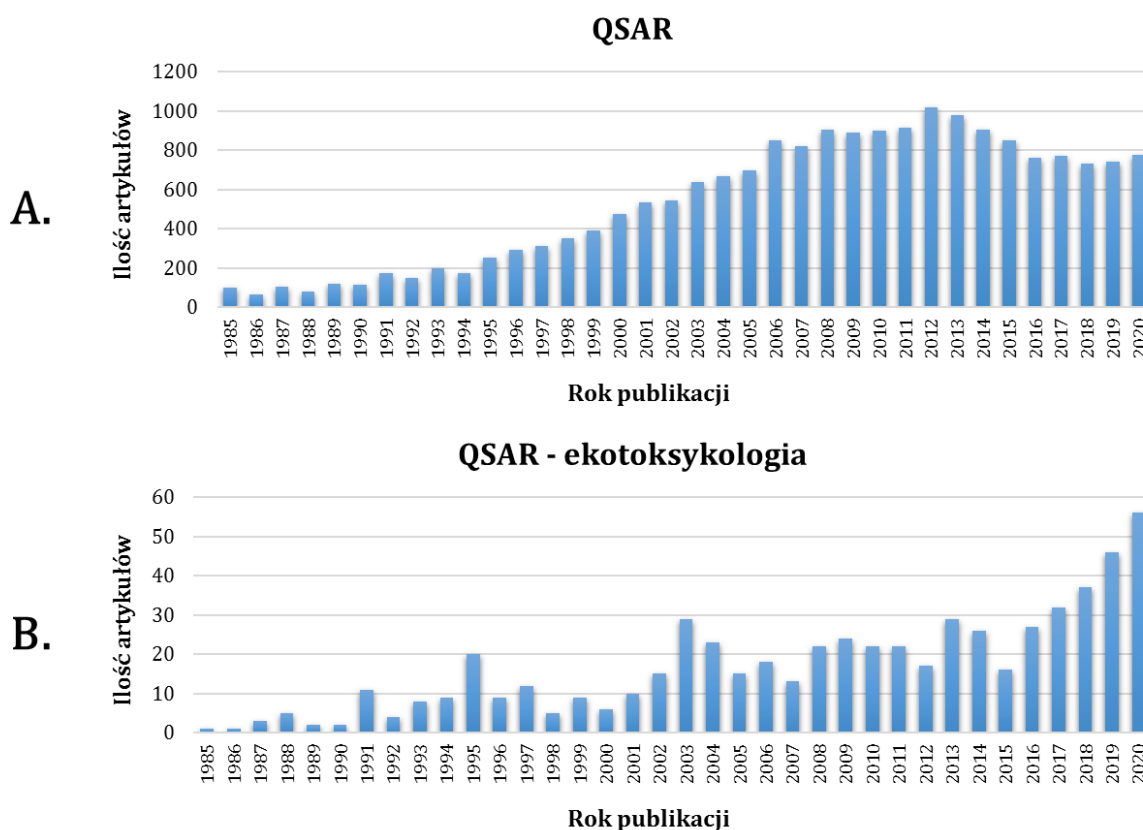 QSAR
A.
Ilość artykułów
1200
1000
800
600
400
200
0
1985 1986 1987 1988 1989 1990 1991 1992 1993 1994 1995 1996 1997 1998 1999 2000 2001 2002 2003 2004 2005 2006 2007 2008 2009 2010 2011 2012 2013 2014 2015 2016 2017 2018 2019 2020
Rok publikacji
QSAR - ekotoksykologia
B.
Ilość artykułów
60
50
40
30
20
10
0
1985 1986 1987 1988 1989 1990 1991 1992 1993 1994 1995 1996 1997 1998 1999 2000 2001 2002 2003 2004 2005 2006 2007 2008 2009 2010 2011 2012 2013 2014 2015 2016 2017 2018 2019 2020
Rok publikacji